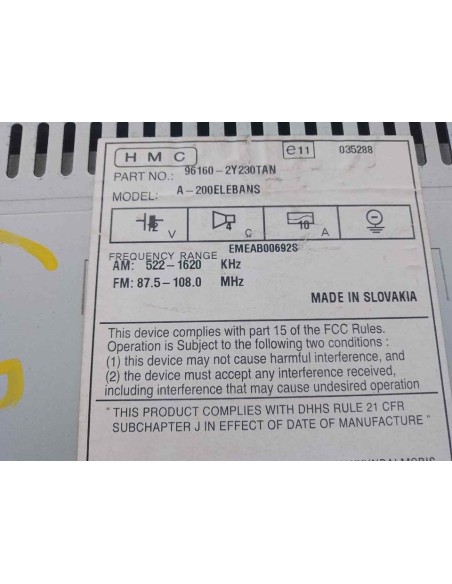 HMC
e11 035288
PART NO.: 96160-2Y230TAN
MODEL: A-200ELEBANS
12 V 4 Ω 10 A
FREQUENCY RANGE EMEAB00692S
AM: 522-1620 KHz
FM: 87.5-108.0 MHz
MADE IN SLOVAKIA
This device complies with part 15 of the FCC Rules.
Operation is Subject to the following two conditions :
(1) this device may not cause harmful interference, and
(2) the device must accept any interference received,
including interference that may cause undesired operation
" THIS PRODUCT COMPLIES WITH DHHS RULE 21 CFR
SUBCHAPTER J IN EFFECT OF DATE OF MANUFACTURE "